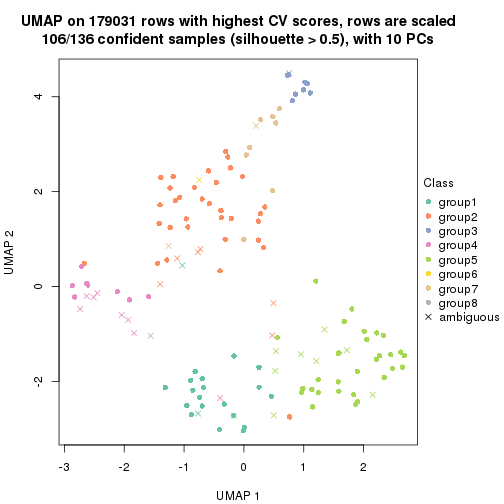 UMAP on 179031 rows with highest CV scores, rows are scaled
106/136 confident samples (silhouette > 0.5), with 10 PCs
4
2
0
-2
UMAP 2
-3 -2 -1 0 1 2
UMAP 1
Class
group1
group2
group3
group4
group5
group6
group7
group8
ambiguous